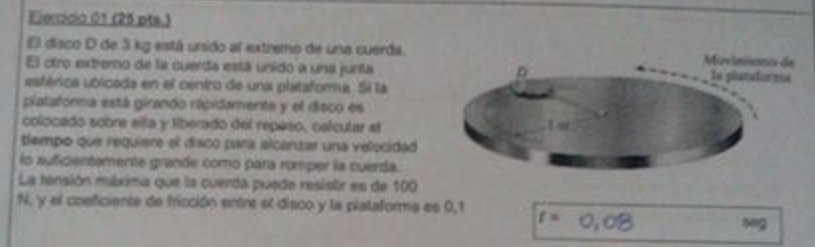 Ejercicio 01 (25 pts.)
El disco D de 3 kg está unido al extremo de una cuerda.
El otro extremo de la cuerda está unido a una junta
esférica ubicada en el centro de una plataforma. Si la
plataforma está girando rápidamente y el disco es
colocado sobre ella y liberado del reposo, calcular el
tiempo que requiere el disco para alcanzar una velocidad
lo suficientemente grande como para romper la cuerda.
La tensión máxima que la cuerda puede resistir es de 100
N, y el coeficiente de fricción entre el disco y la plataforma es 0,1
Movimiento de
la plataforma
D
1 m
t = 0,08 seg